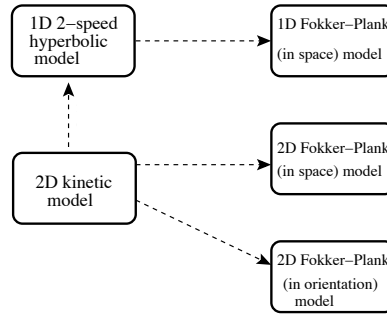 1D 2-speed
hyperbolic
model
1D Fokker-Plank
(in space) model
2D kinetic
model
2D Fokker-Plank
(in space) model
2D Fokker-Plank
(in orientation)
model